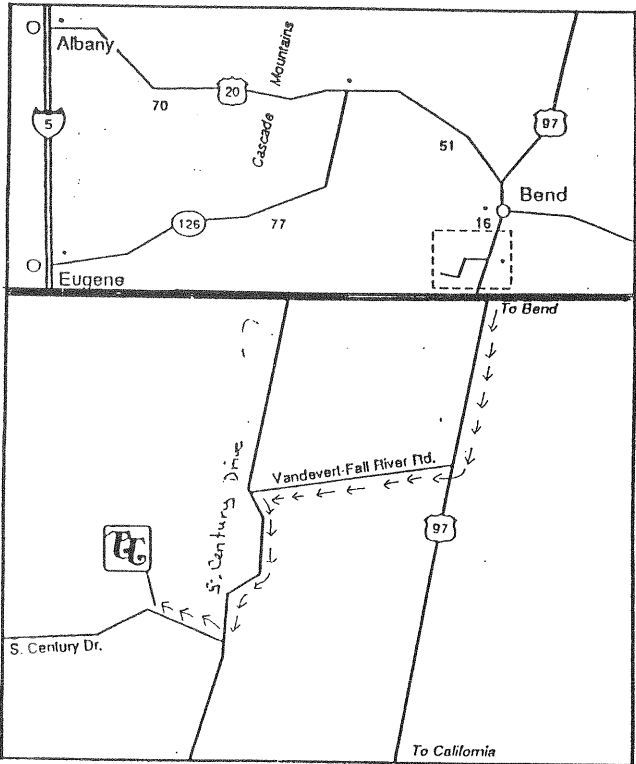 Albany
Cascade Mountains
5
70
20
51
97
126
77
16
Bend
Eugene
To Bend
S. Century Drive
Vandevert-Fall River Rd.
97
S. Century Dr.
To California